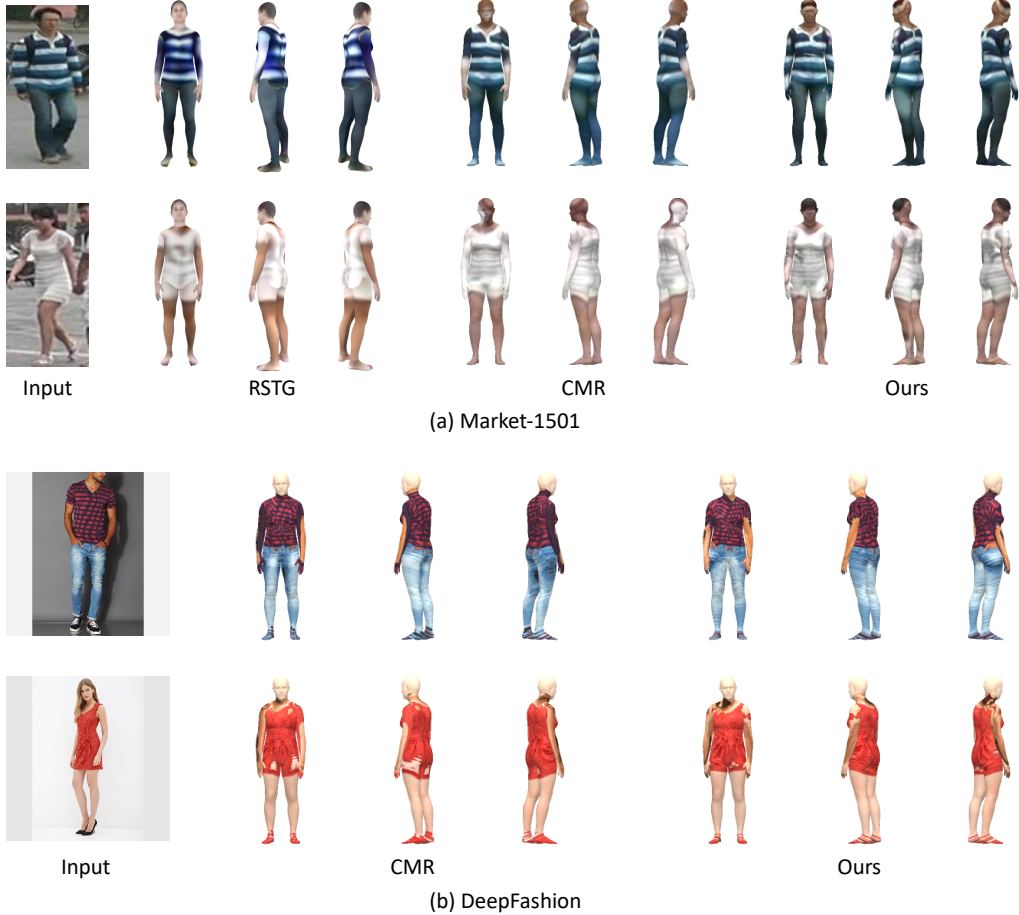 Input RSTG CMR Ours
(a) Market-1501
Input CMR Ours
(b) DeepFashion